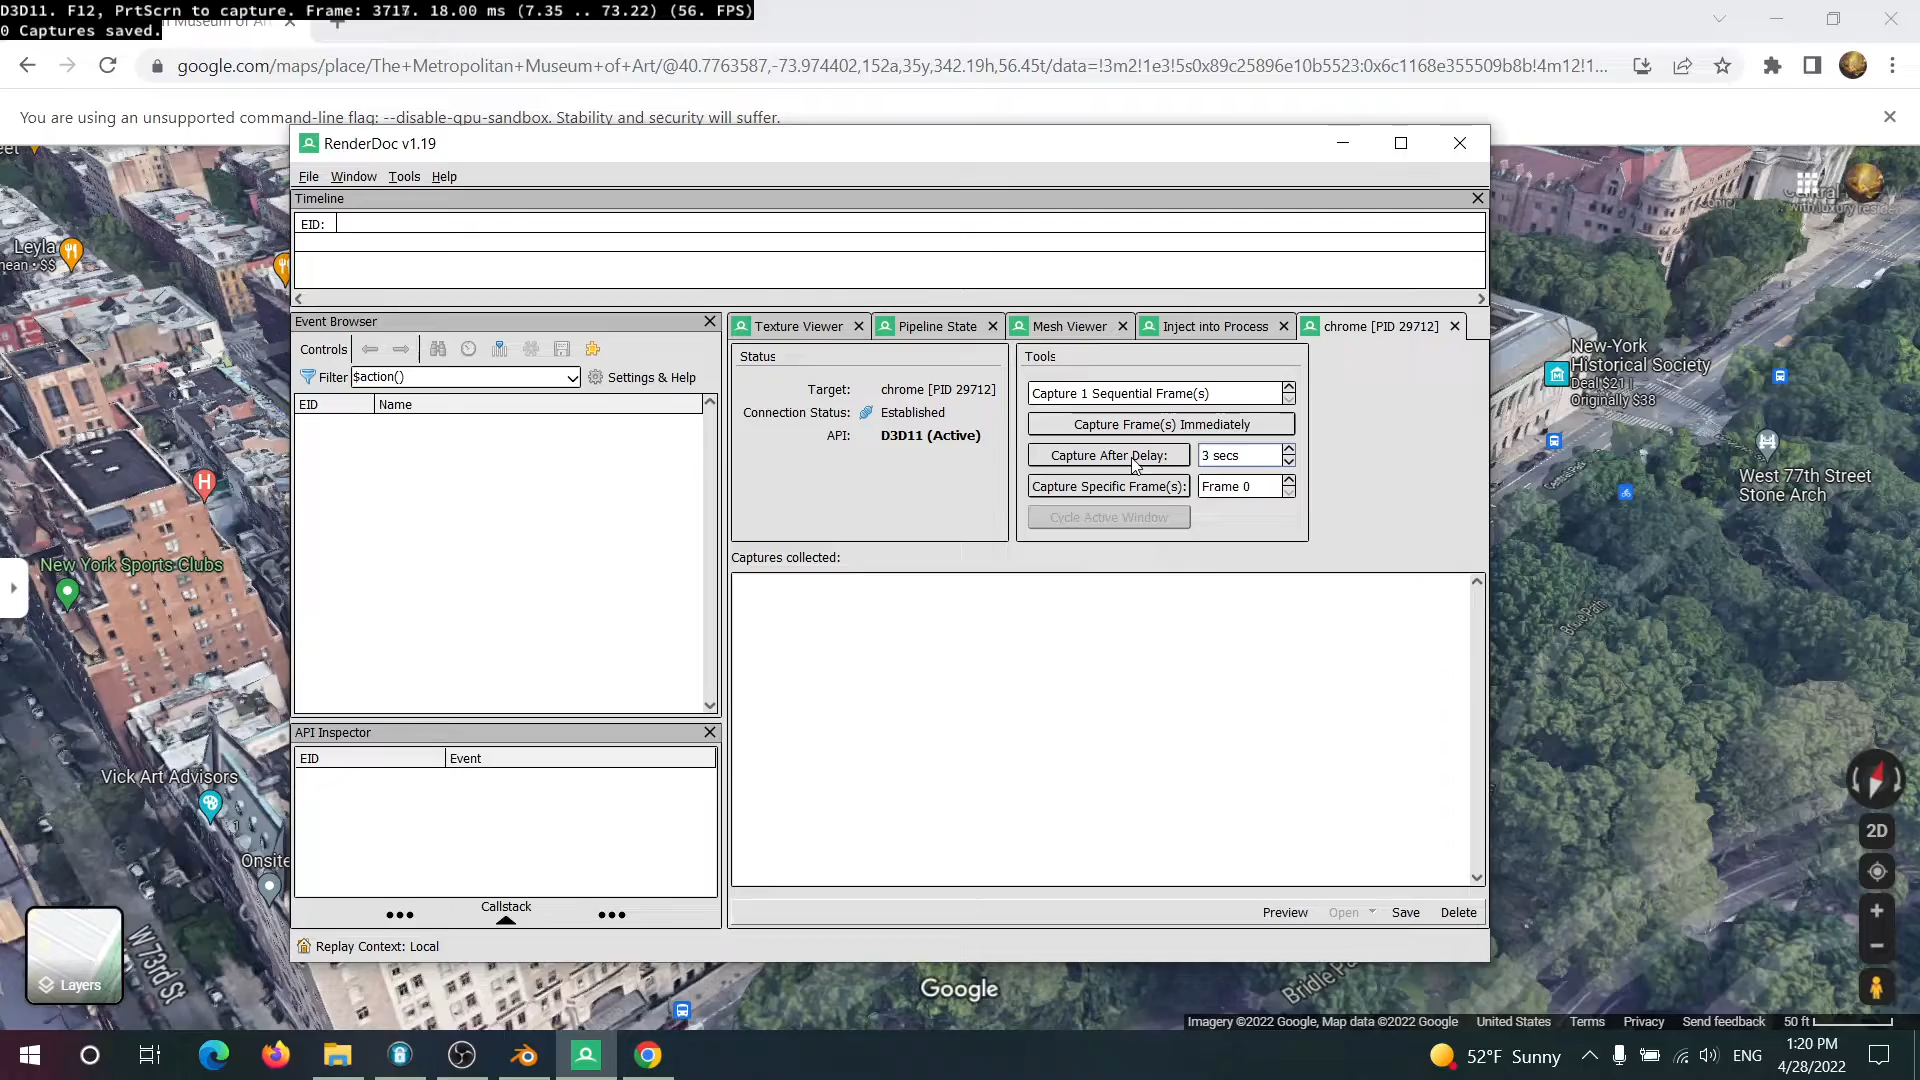 D3D11. F12, PrtScrn to capture. Frame: 3717. 18.00 ms (7.35 .. 73.22) (56. FPS)
0 Captures saved.
google.com/maps/place/The+Metropolitan+Museum+of+Art/@40.7763587,-73.974402,152a,35y,342.19h,56.45t/data=!3m2!1e3!5s0x89c25896e10b5523:0x6c1168e355509b8b!4m12!1...
You are using an unsupported command-line flag: --disable-gpu-sandbox. Stability and security will suffer.
RenderDoc v1.19
File Window Tools Help
Timeline
EID:
Event Browser
Controls
Filter $action() Settings & Help
EID Name
API Inspector
EID Event
Callstack
Replay Context: Local
Texture Viewer Pipeline State Mesh Viewer Inject into Process chrome [PID 29712]
Status
Target: chrome [PID 29712]
Connection Status: Established
API: D3D11 (Active)
Tools
Capture 1 Sequential Frame(s)
Capture Frame(s) Immediately
Capture After Delay: 3 secs
Capture Specific Frame(s): Frame 0
Cycle Active Window
Captures collected:
Preview Open Save Delete
Leyla
nean • $$
New York Sports Clubs
Vick Art Advisors
Onsite
W 73rd St
Layers
with luxury reside
New-York
Historical Society
Deal $21 |
Originally $38
West 77th Street
Stone Arch
2D
Google
Imagery ©2022 Google, Map data ©2022 Google United States Terms Privacy Send feedback 50 ft
52°F Sunny ENG
1:20 PM
4/28/2022